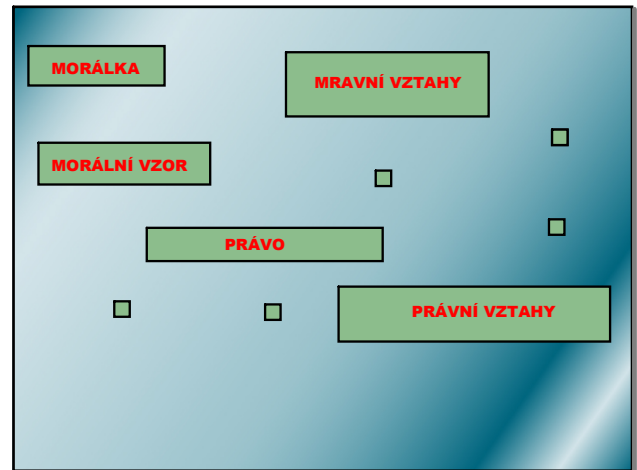 MORÁLKA
MRAVNÍ VZTAHY
MORÁLNÍ VZOR
PRÁVO
PRÁVNÍ VZTAHY